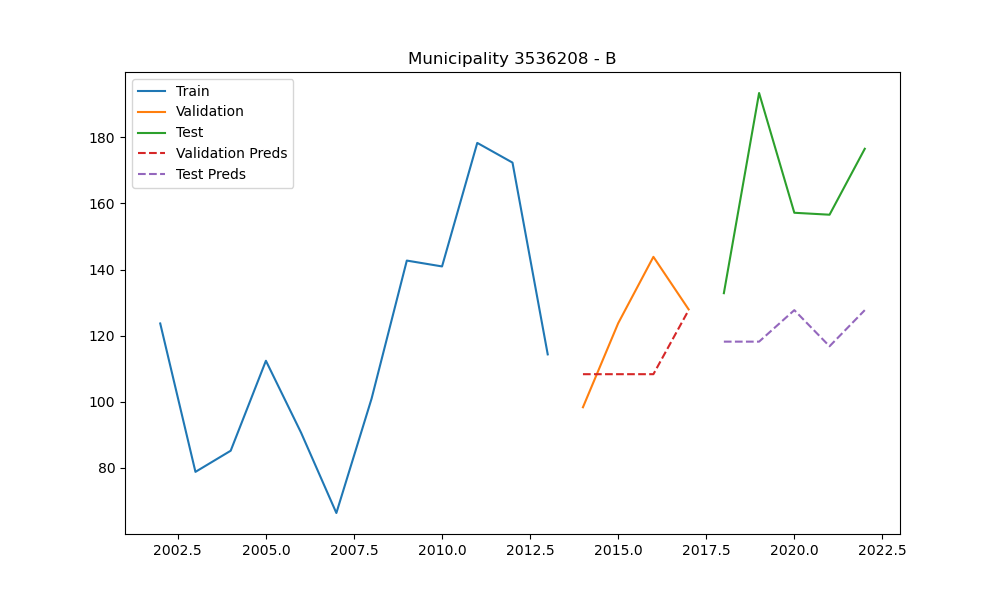 Municipality 3536208 - B
Train
Validation
Test
Validation Preds
Test Preds
180
160
140
120
100
80
2002.5 2005.0 2007.5 2010.0 2012.5 2015.0 2017.5 2020.0 2022.5